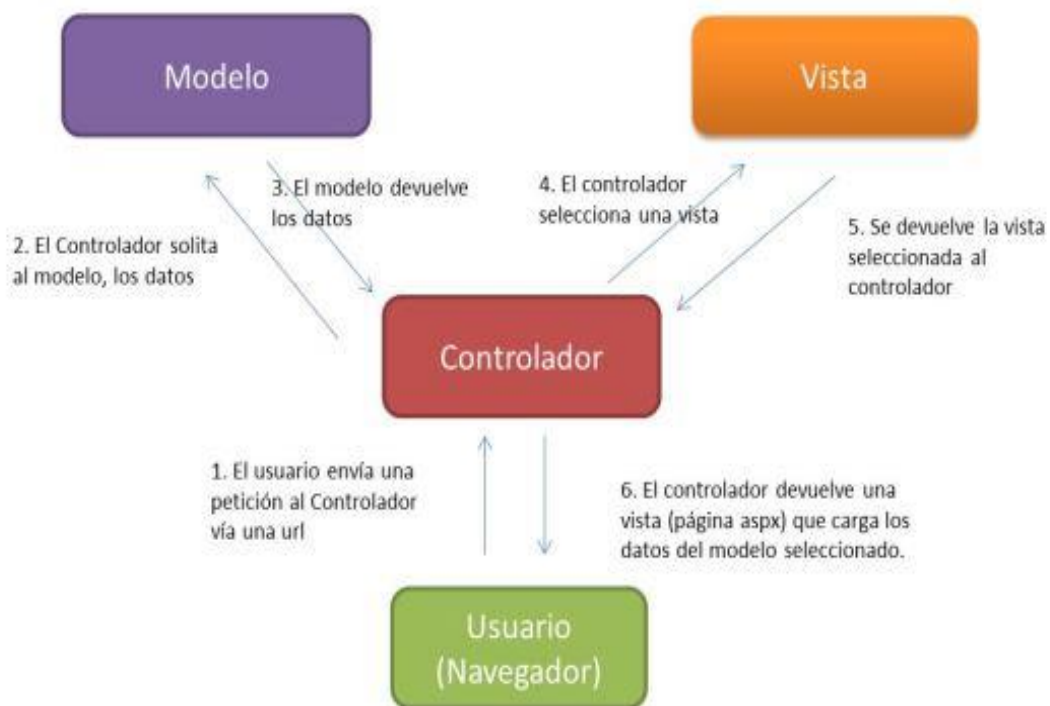 Modelo
Vista
3. El modelo devuelve
los datos
4. El controlador
selecciona una vista
2. El Controlador solita
al modelo, los datos
5. Se devuelve la vista
seleccionada al
controlador
Controlador
1. El usuario envía una
petición al Controlador
vía una url
6. El controlador devuelve una
vista (página aspx) que carga los
datos del modelo seleccionado.
Usuario
(Navegador)